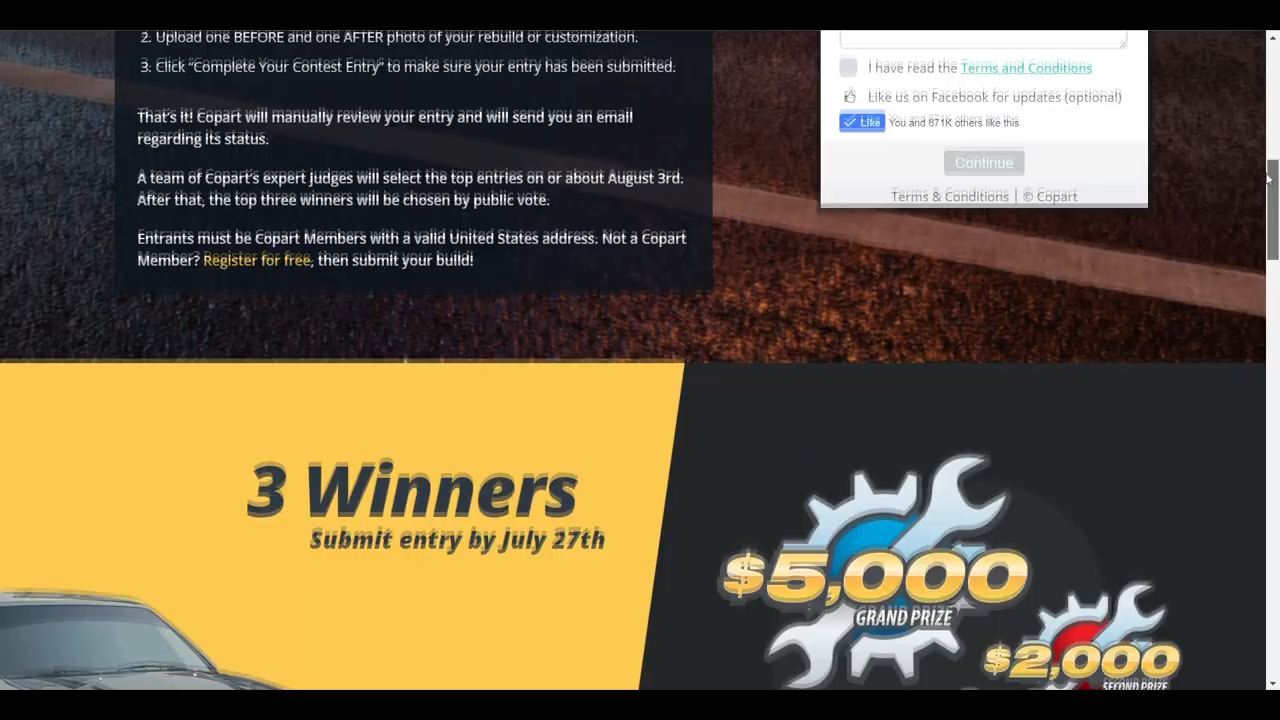 2. Upload one BEFORE and one AFTER photo of your rebuild or customization.
3. Click "Complete Your Contest Entry" to make sure your entry has been submitted.
That's it! Copart will manually review your entry and will send you an email
regarding its status.
A team of Copart's expert judges will select the top entries on or about August 3rd.
After that, the top three winners will be chosen by public vote.
Entrants must be Copart Members with a valid United States address. Not a Copart
Member? Register for free, then submit your build!
I have read the Terms and Conditions
Like us on Facebook for updates (optional)
Like You and 671K others like this.
Continue
Terms & Conditions | © Copart
3 Winners
Submit entry by July 27th
$5,000
GRAND PRIZE
$2,000
SECOND PRIZE